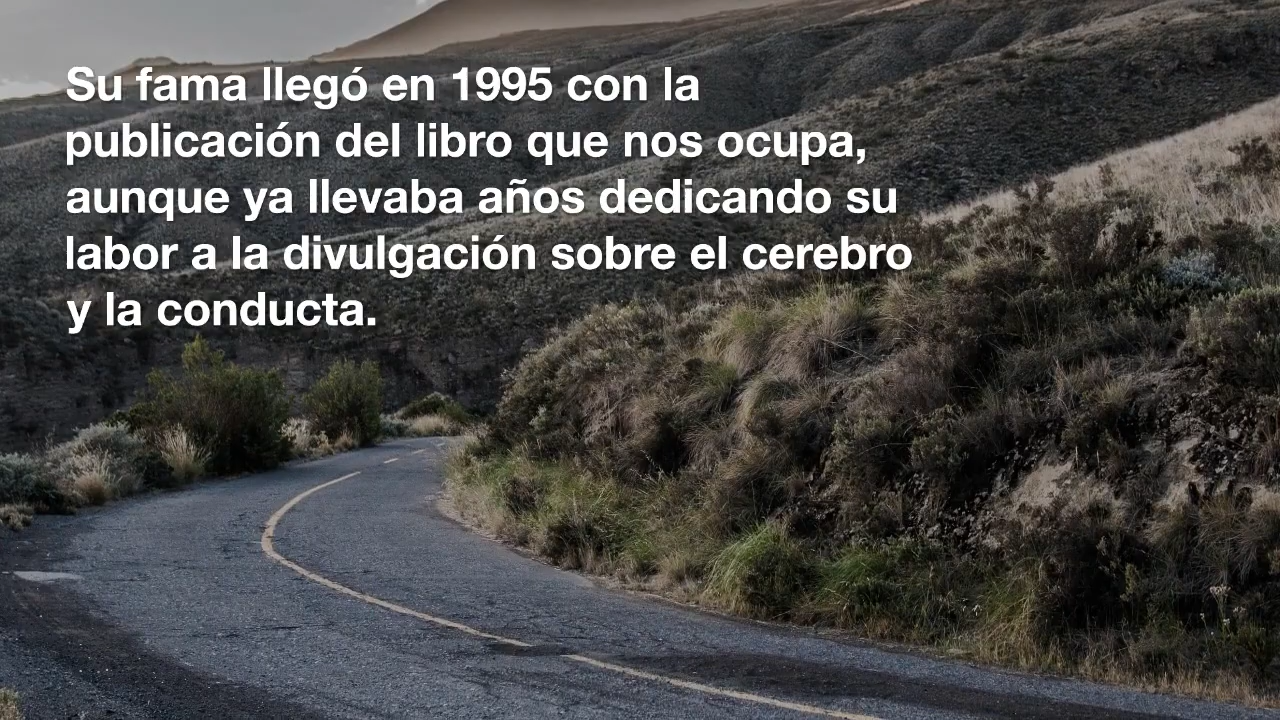 Su fama llegó en 1995 con la
publicación del libro que nos ocupa,
aunque ya llevaba años dedicando su
labor a la divulgación sobre el cerebro
y la conducta.